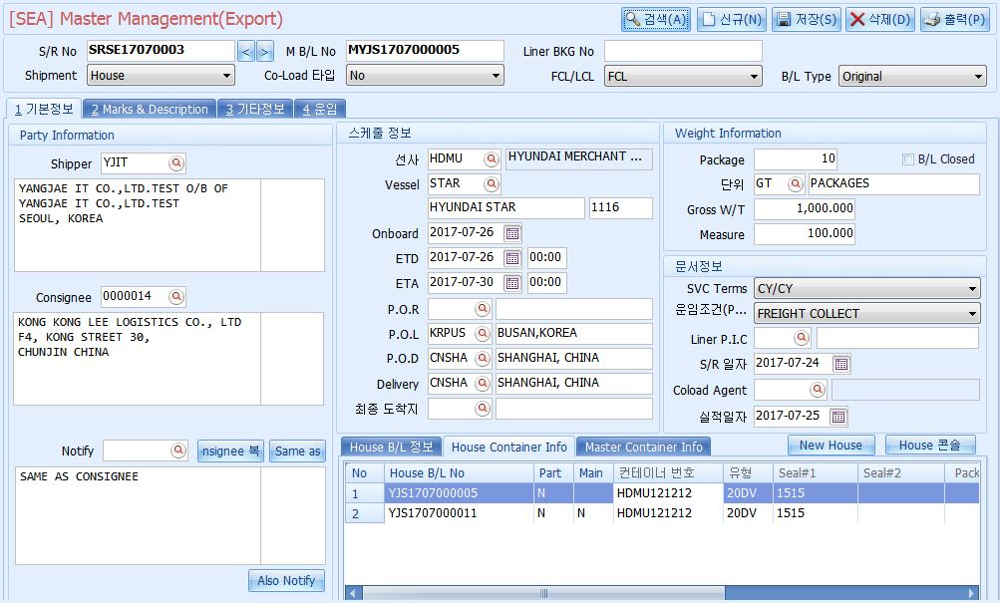 [SEA] Master Management(Export)
검색(A) 신규(N) 저장(S) 삭제(D) 출력(P)
S/R No SRSE17070003 < > M B/L No MYJS1707000005 Liner BKG No
Shipment House Co-Load 타입 No FCL/LCL FCL B/L Type Original
1 기본정보 2 Marks & Description 3 기타정보 4 운임
Party Information
Shipper YJIT
YANGJAE IT CO.,LTD.TEST O/B OF
YANGJAE IT CO.,LTD.TEST
SEOUL, KOREA
Consignee 0000014
KONG KONG LEE LOGISTICS CO., LTD
F4, KONG STREET 30,
CHUNJIN CHINA
Notify nsignee 복 Same as
SAME AS CONSIGNEE
Also Notify
스케줄 정보
선사 HDMU HYUNDAI MERCHANT ...
Vessel STAR
HYUNDAI STAR 1116
Onboard 2017-07-26
ETD 2017-07-26 00:00
ETA 2017-07-30 00:00
P.O.R
P.O.L KRPUS BUSAN,KOREA
P.O.D CNSHA SHANGHAI, CHINA
Delivery CNSHA SHANGHAI, CHINA
최종 도착지
Weight Information
Package 10 B/L Closed
단위 GT PACKAGES
Gross W/T 1,000.000
Measure 100.000
문서정보
SVC Terms CY/CY
운임조건(P... FREIGHT COLLECT
Liner P.I.C
S/R 일자 2017-07-24
Coload Agent
실적일자 2017-07-25
House B/L 정보 House Container Info Master Container Info New House House 콘솔
No House B/L No Part Main 컨테이너 번호 유형 Seal#1 Seal#2 Pack
1 YJS1707000005 N HDMU121212 20DV 1515
2 YJS1707000011 N N HDMU121212 20DV 1515